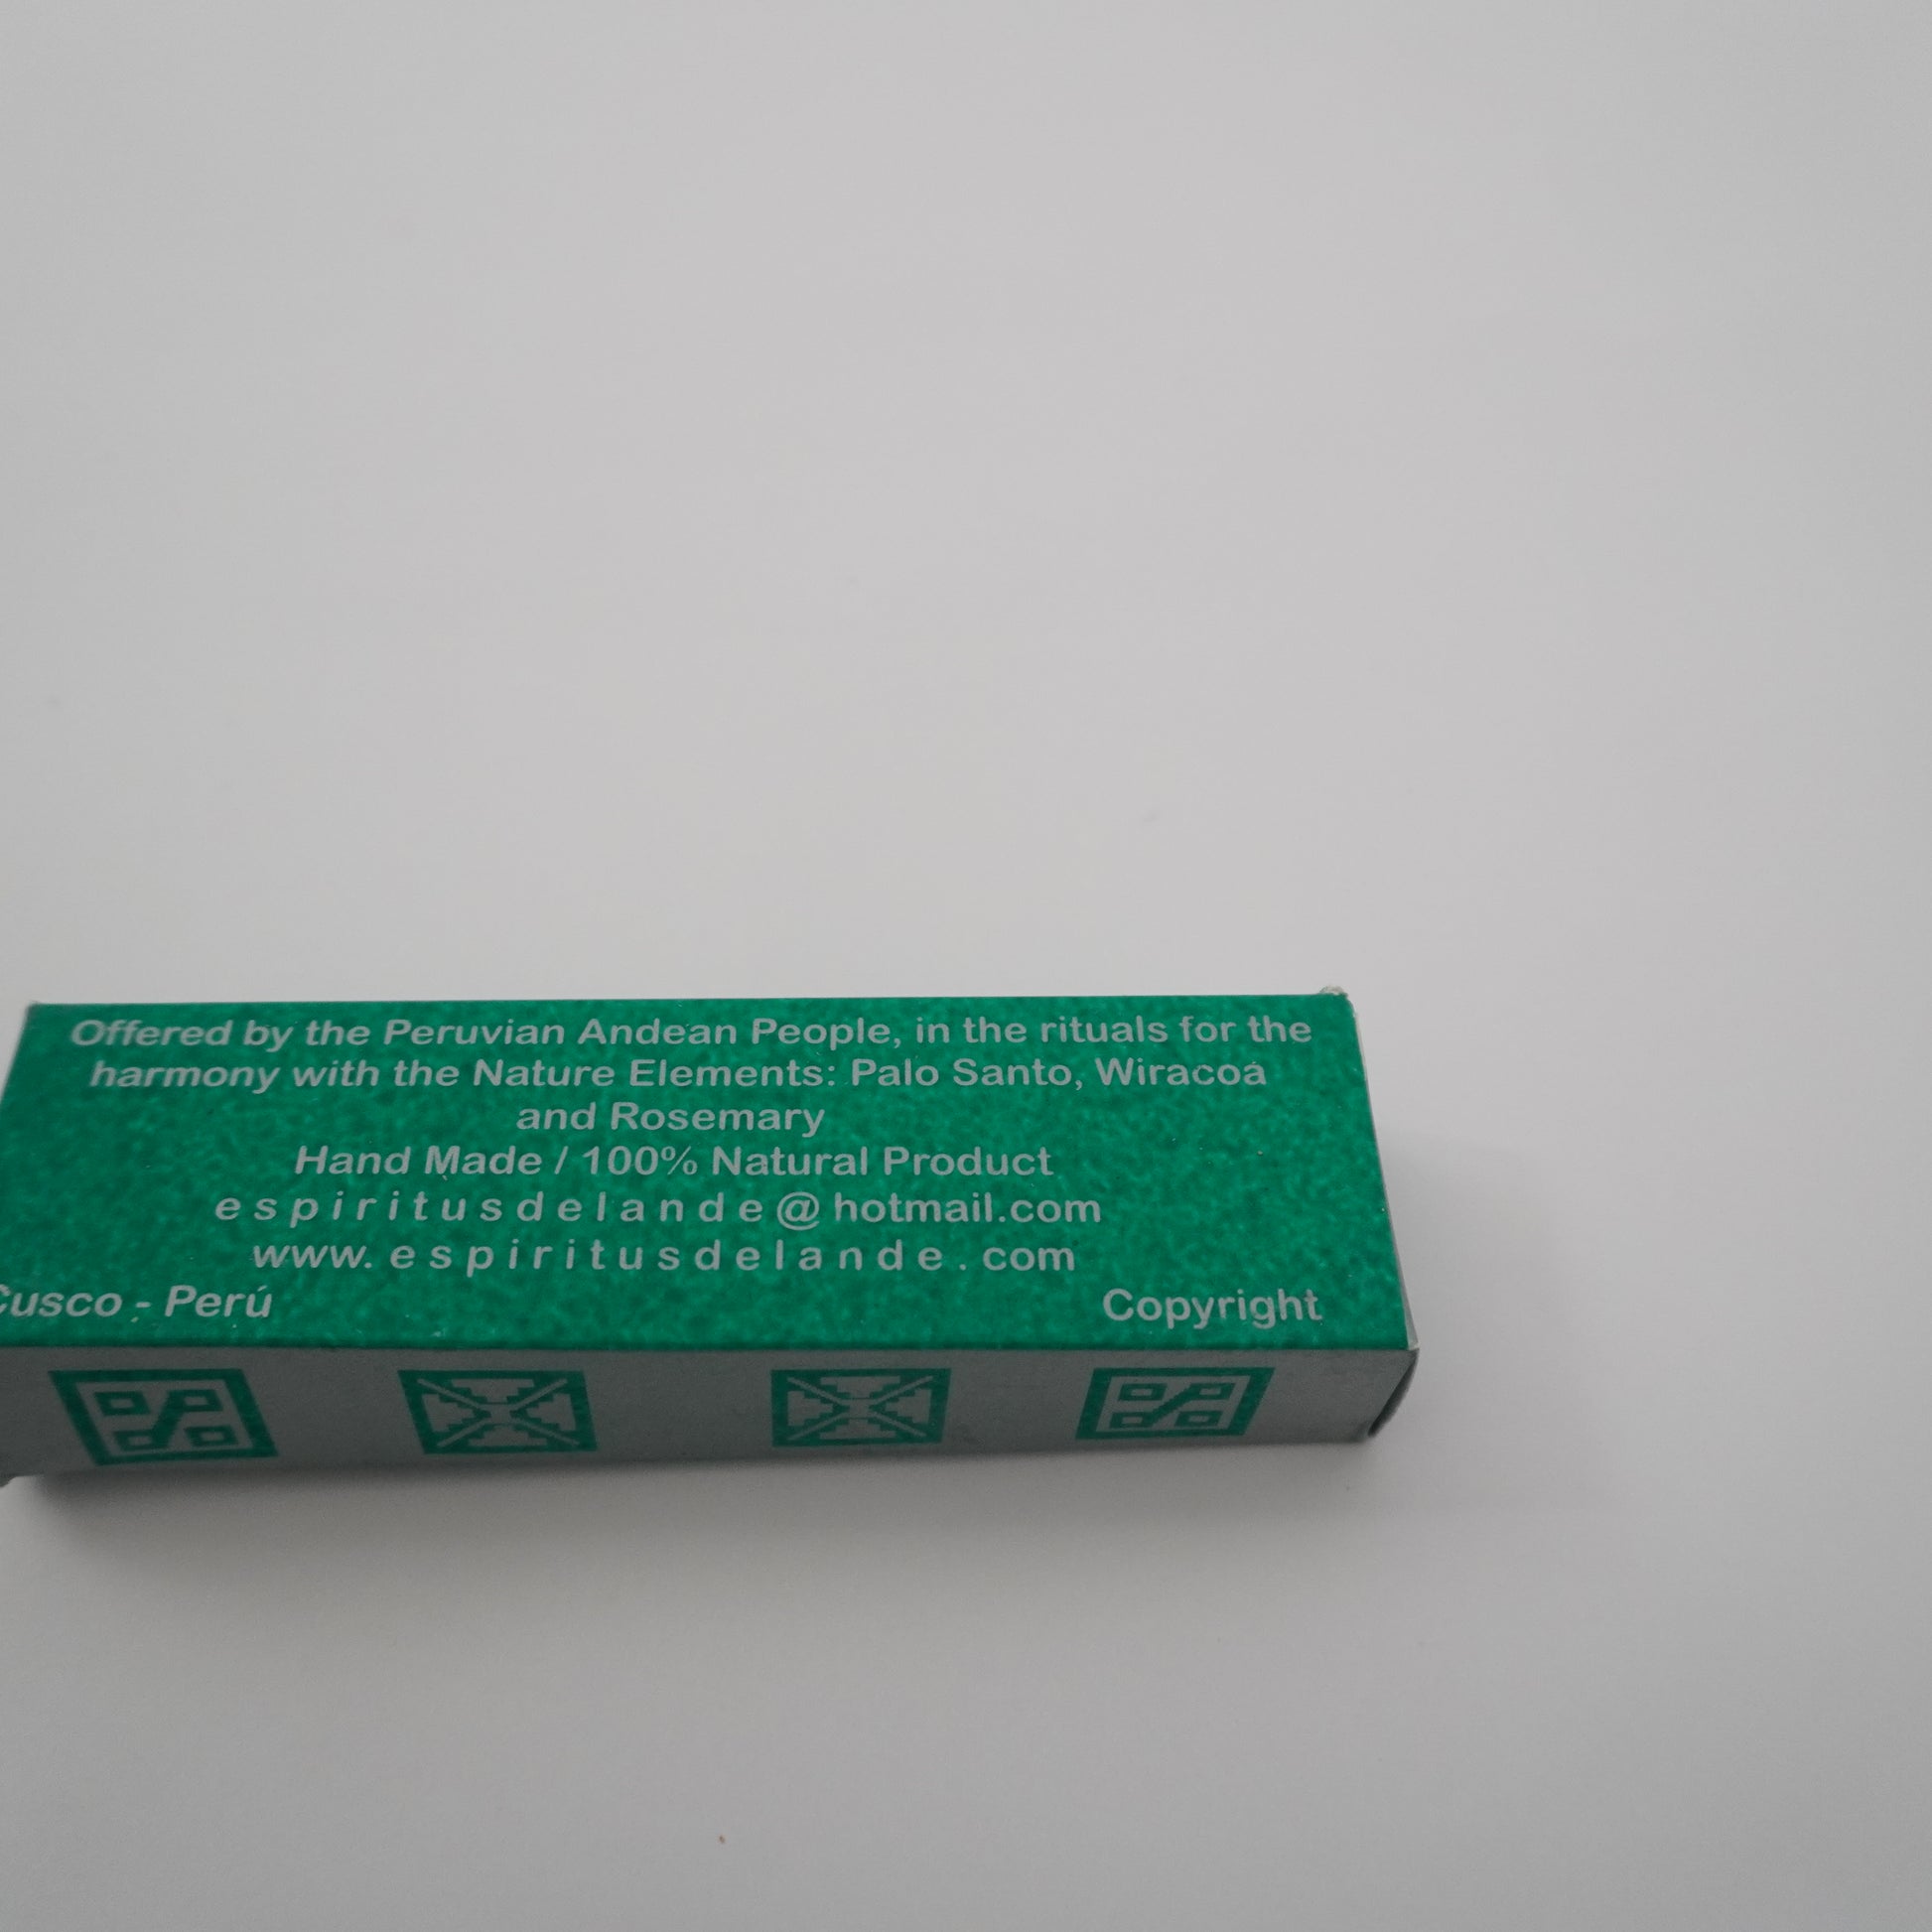 Offered by the Peruvian Andean People, in the rituals for the
harmony with the Nature Elements: Palo Santo, Wiracoa
and Rosemary
Hand Made / 100% Natural Product
espiritusdelande@hotmail.com
www.espiritusdelande.com
Cusco - Perú Copyright